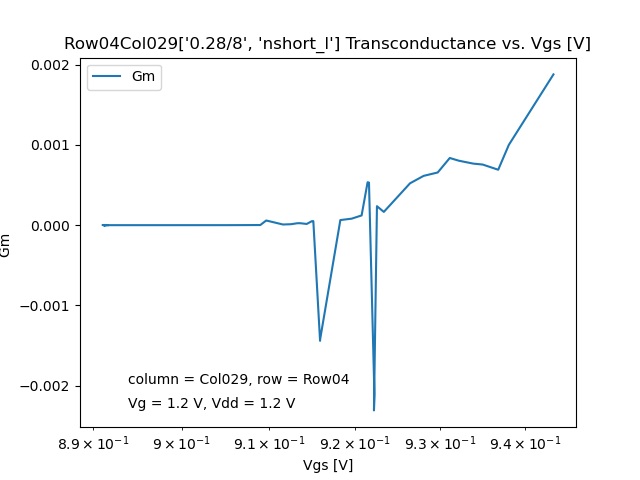 Row04Col029['0.28/8', 'nshort_l'] Transconductance vs. Vgs [V]
Gm
0.002
0.001
0.000
−0.001
−0.002
Gm
column = Col029, row = Row04
Vg = 1.2 V, Vdd = 1.2 V
8.9 × 10⁻¹ 9 × 10⁻¹ 9.1 × 10⁻¹ 9.2 × 10⁻¹ 9.3 × 10⁻¹ 9.4 × 10⁻¹
Vgs [V]